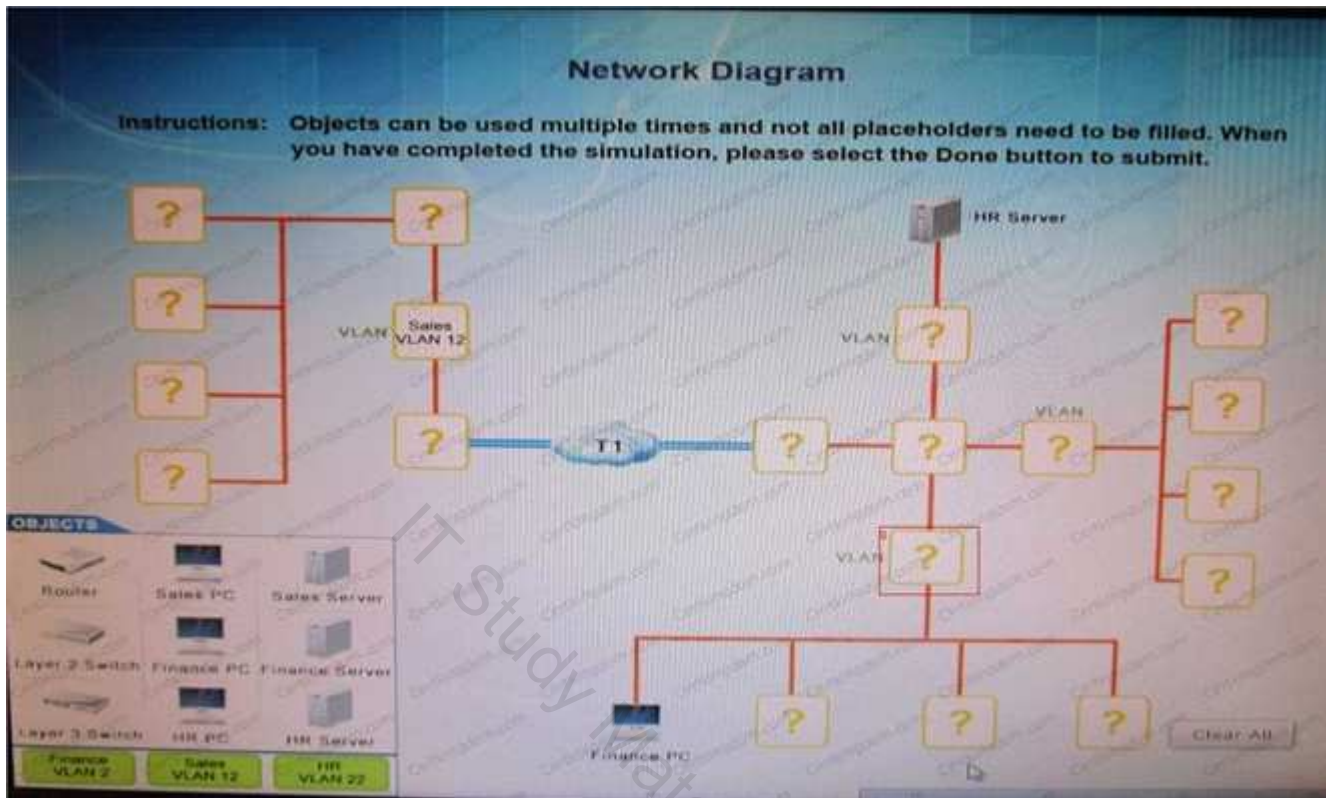 Network Diagram
Instructions: Objects can be used multiple times and not all placeholders need to be filled. When
you have completed the simulation, please select the Done button to submit.
?
?
HR Server
?
VLAN
Sales
VLAN 12
VLAN
?
?
VLAN
?
?
?
T1
?
?
?
?
?
OBJECTS
VLAN
?
?
Router
Sales PC
Sales Server
Layer 2 Switch
Finance PC
Finance Server
Layer 3 Switch
HR PC
HR Server
Finance PC
?
?
?
Clear All
Finance
VLAN 2
Sales
VLAN 12
HR
VLAN 22
IT Study Mat